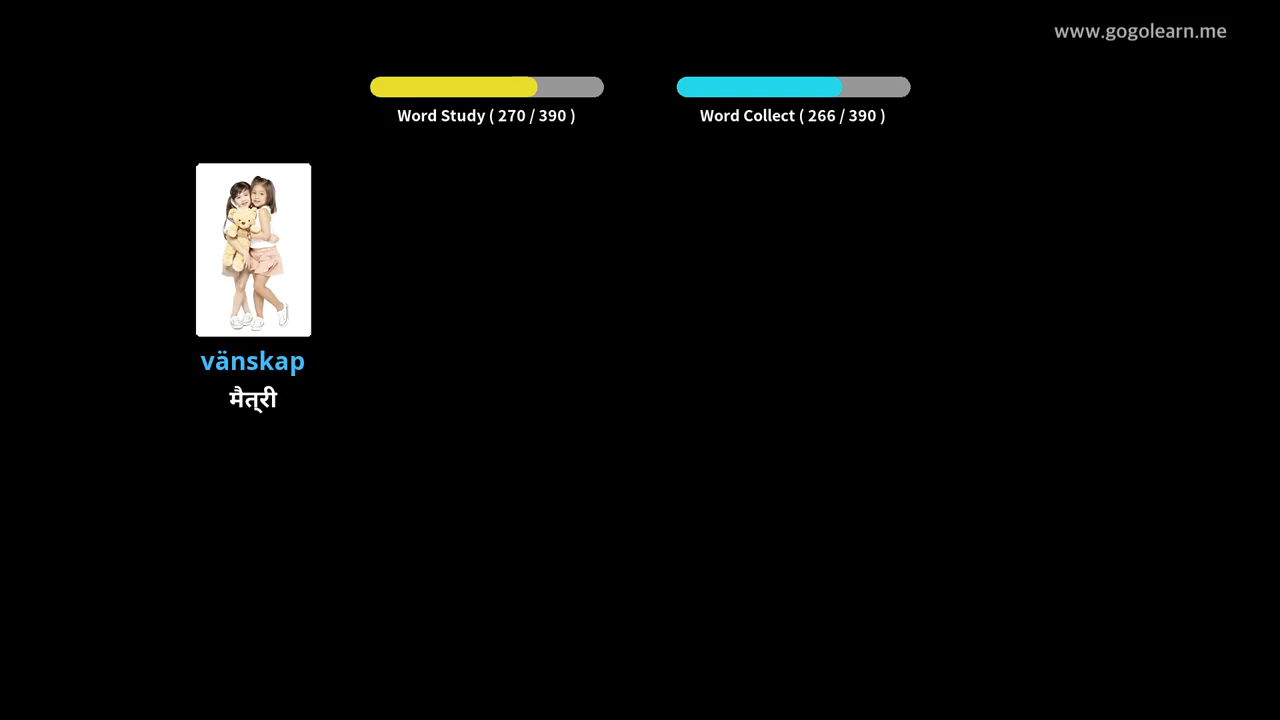 www.gogolearn.me
Word Study ( 270 / 390 )
Word Collect ( 266 / 390 )
vänskap
मैत्री